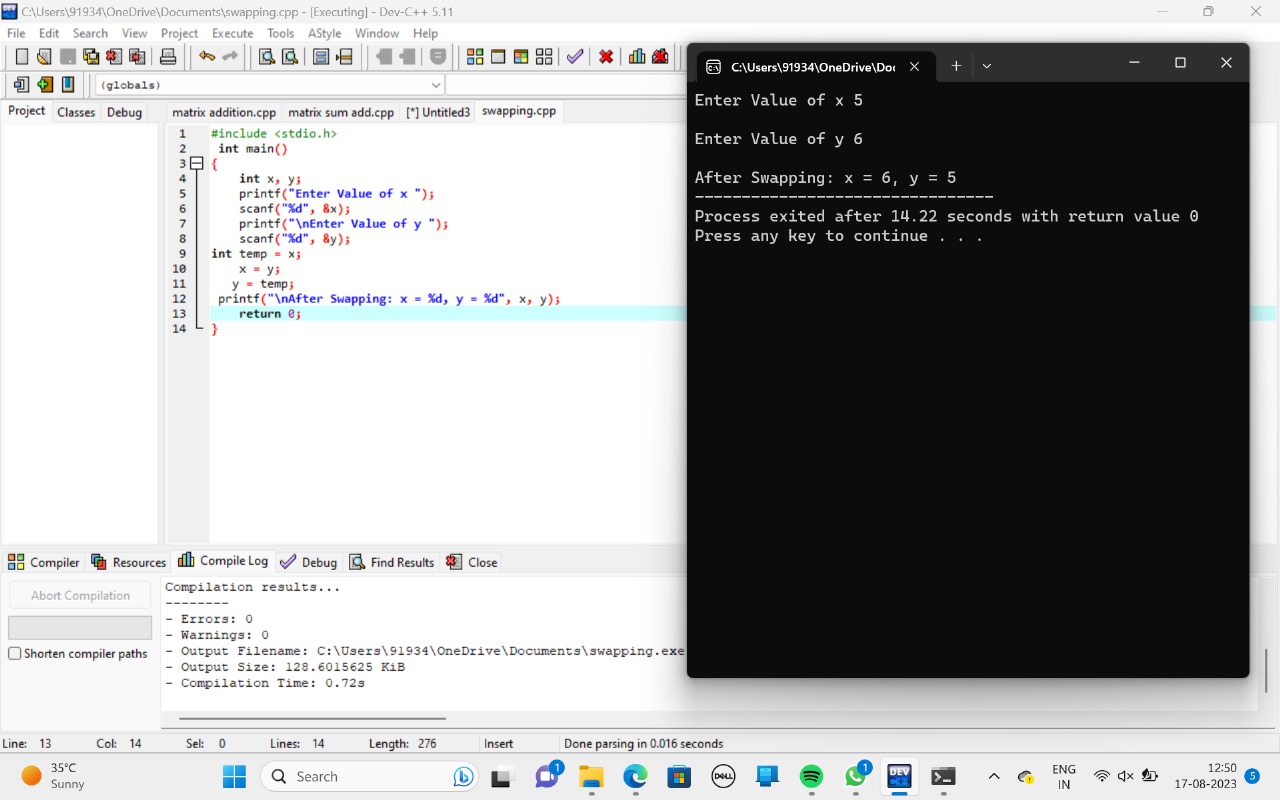 C:\Users\91934\OneDrive\Documents\swapping.cpp - [Executing] - Dev-C++ 5.11
File Edit Search View Project Execute Tools AStyle Window Help
(globals)
Project Classes Debug
matrix addition.cpp matrix sum add.cpp [*] Untitled3 swapping.cpp
1 #include <stdio.h>
2 int main()
3 {
4 int x, y;
5 printf("Enter Value of x ");
6 scanf("%d", &x);
7 printf("\nEnter Value of y ");
8 scanf("%d", &y);
9 int temp = x;
10 x = y;
11 y = temp;
12 printf("\nAfter Swapping: x = %d, y = %d", x, y);
13 return 0;
14 }
C:\Users\91934\OneDrive\Doc
Enter Value of x 5
Enter Value of y 6
After Swapping: x = 6, y = 5
--------------------------------
Process exited after 14.22 seconds with return value 0
Press any key to continue . . .
Compiler Resources Compile Log Debug Find Results Close
Abort Compilation
Shorten compiler paths
Compilation results...
--------
- Errors: 0
- Warnings: 0
- Output Filename: C:\Users\91934\OneDrive\Documents\swapping.exe
- Output Size: 128.6015625 KiB
- Compilation Time: 0.72s
Line: 13 Col: 14 Sel: 0 Lines: 14 Length: 276 Insert Done parsing in 0.016 seconds
35°C
Sunny
Search
1
DELL
1
DEV
ENG
IN
12:50
17-08-2023
5